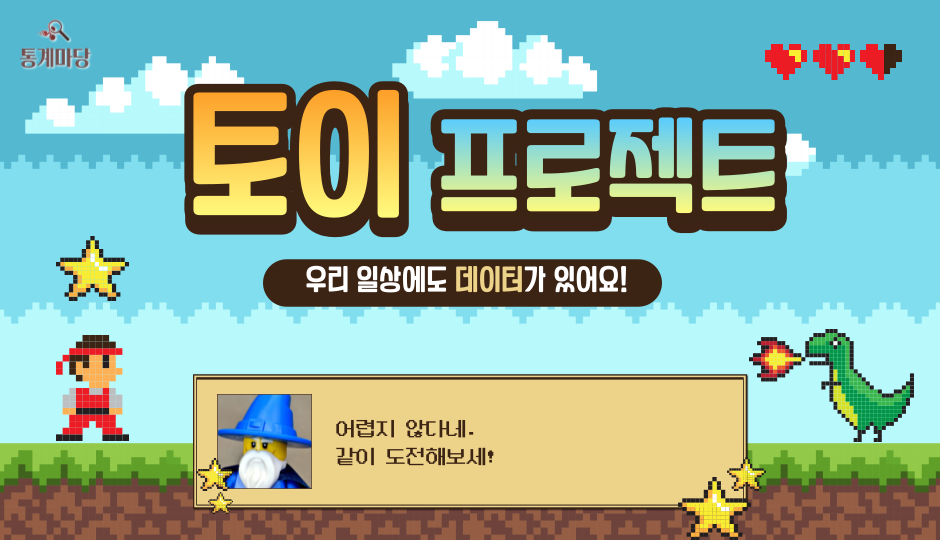 통계마당
토이 프로젝트
우리 일상에도 데이터가 있어요!
어렵지 않다네.
같이 도전해보세!